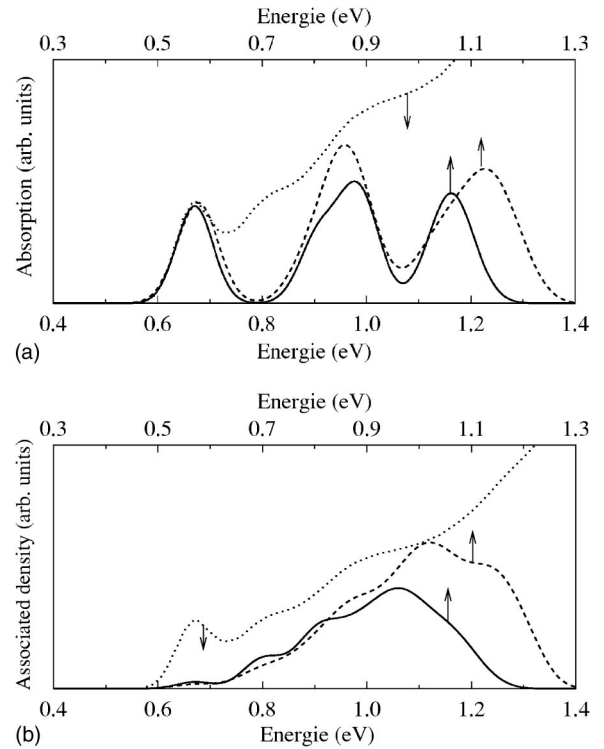 Energie (eV)
0.3 0.5 0.7 0.9 1.1 1.3
Absorption (arb. units)
0.4 0.6 0.8 1.0 1.2 1.4
(a)
Energie (eV)
Energie (eV)
0.3 0.5 0.7 0.9 1.1 1.3
Associated density (arb. units)
0.4 0.6 0.8 1.0 1.2 1.4
(b)
Energie (eV)